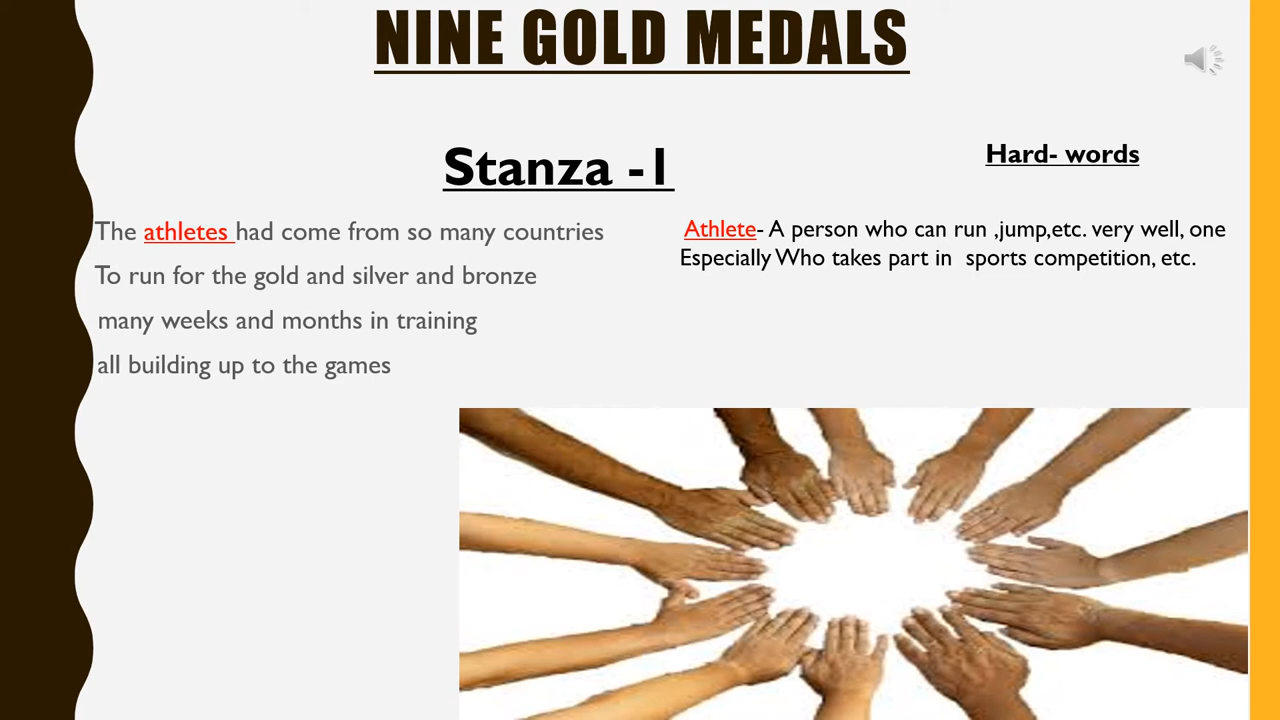 NINE GOLD MEDALS
Stanza -1
Hard- words
The athletes had come from so many countries
To run for the gold and silver and bronze
many weeks and months in training
all building up to the games
Athlete- A person who can run ,jump,etc. very well, one
Especially Who takes part in sports competition, etc.